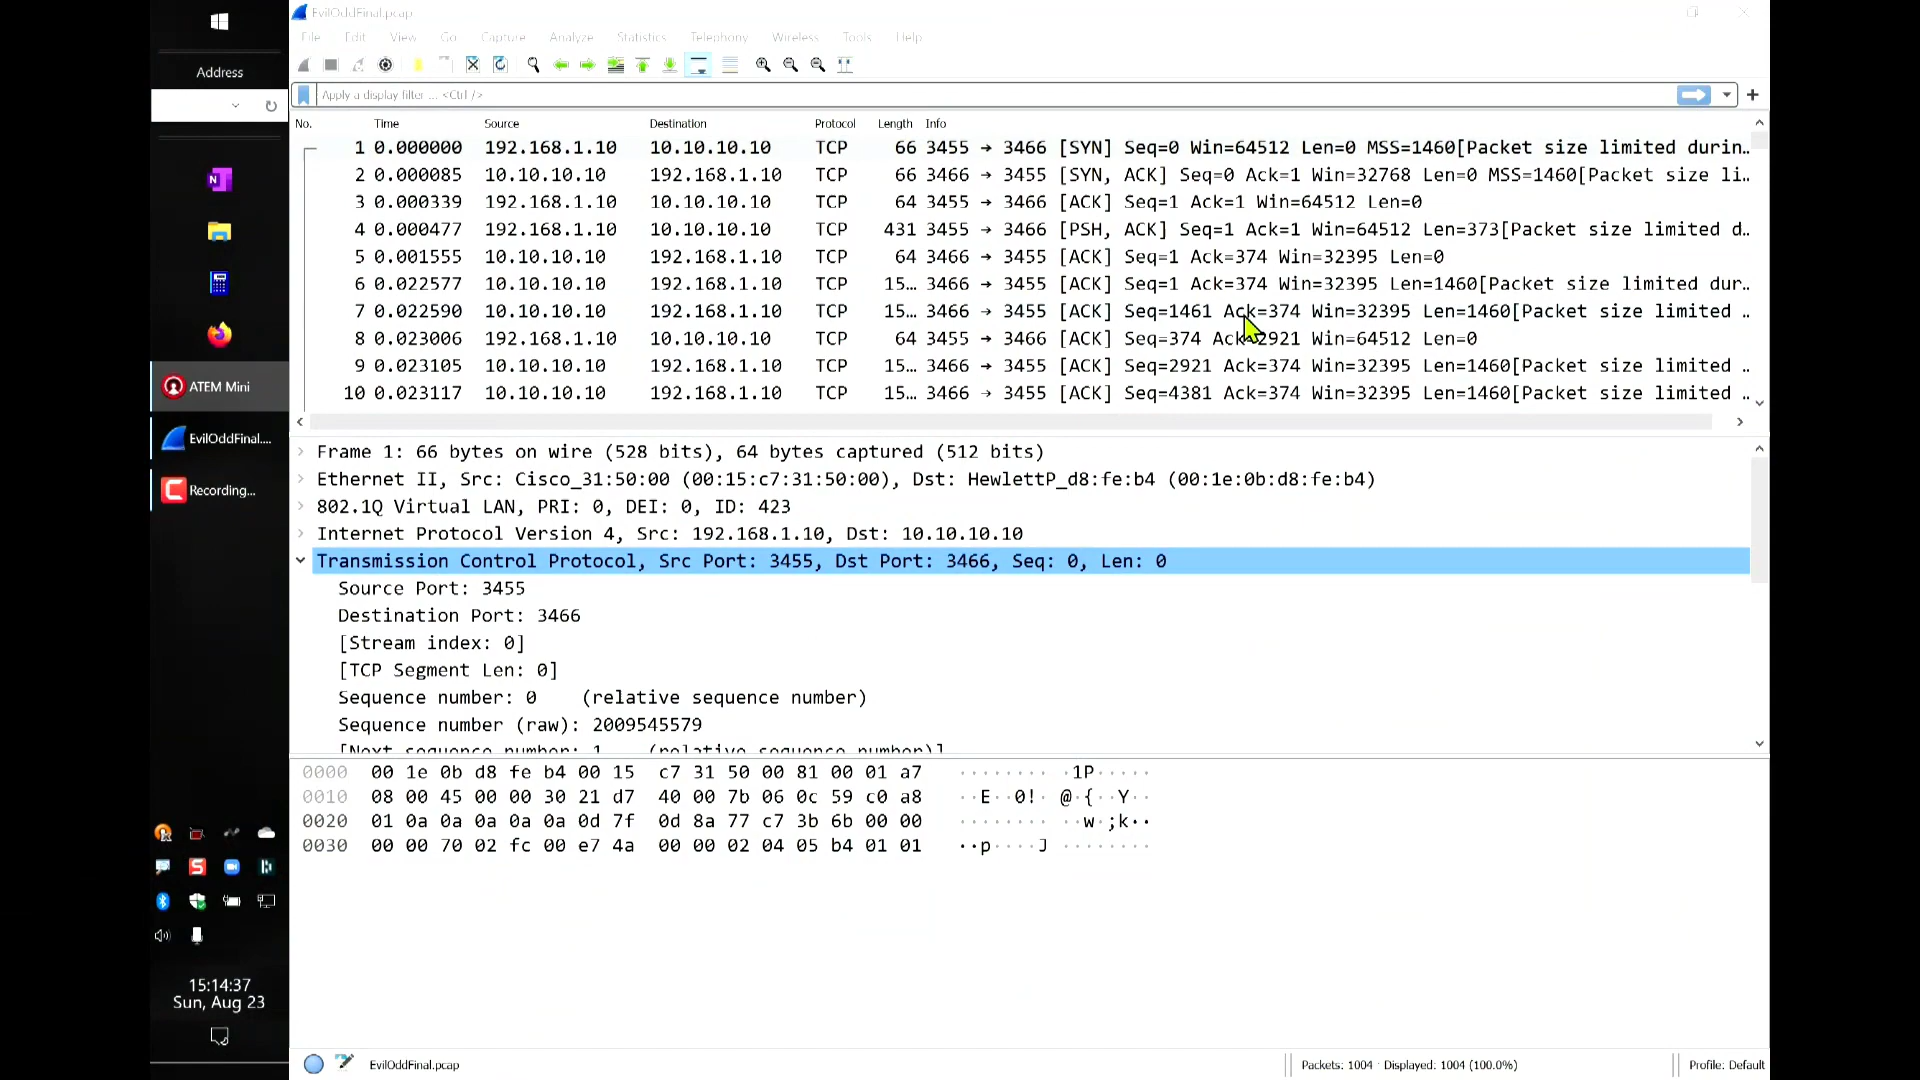 EvilOddFinal.pcap
File Edit View Go Capture Analyze Statistics Telephony Wireless Tools Help
Address
Apply a display filter ... <Ctrl-/>
No. Time Source Destination Protocol Length Info
1 0.000000 192.168.1.10 10.10.10.10 TCP 66 3455 → 3466 [SYN] Seq=0 Win=64512 Len=0 MSS=1460[Packet size limited durin…
2 0.000085 10.10.10.10 192.168.1.10 TCP 66 3466 → 3455 [SYN, ACK] Seq=0 Ack=1 Win=32768 Len=0 MSS=1460[Packet size li…
3 0.000339 192.168.1.10 10.10.10.10 TCP 64 3455 → 3466 [ACK] Seq=1 Ack=1 Win=64512 Len=0
4 0.000477 192.168.1.10 10.10.10.10 TCP 431 3455 → 3466 [PSH, ACK] Seq=1 Ack=1 Win=64512 Len=373[Packet size limited d…
5 0.001555 10.10.10.10 192.168.1.10 TCP 64 3466 → 3455 [ACK] Seq=1 Ack=374 Win=32395 Len=0
6 0.022577 10.10.10.10 192.168.1.10 TCP 15… 3466 → 3455 [ACK] Seq=1 Ack=374 Win=32395 Len=1460[Packet size limited dur…
7 0.022590 10.10.10.10 192.168.1.10 TCP 15… 3466 → 3455 [ACK] Seq=1461 Ack=374 Win=32395 Len=1460[Packet size limited …
8 0.023006 192.168.1.10 10.10.10.10 TCP 64 3455 → 3466 [ACK] Seq=374 Ack=2921 Win=64512 Len=0
9 0.023105 10.10.10.10 192.168.1.10 TCP 15… 3466 → 3455 [ACK] Seq=2921 Ack=374 Win=32395 Len=1460[Packet size limited …
10 0.023117 10.10.10.10 192.168.1.10 TCP 15… 3466 → 3455 [ACK] Seq=4381 Ack=374 Win=32395 Len=1460[Packet size limited …
ATEM Mini
EvilOddFinal....
Recording...
Frame 1: 66 bytes on wire (528 bits), 64 bytes captured (512 bits)
Ethernet II, Src: Cisco_31:50:00 (00:15:c7:31:50:00), Dst: HewlettP_d8:fe:b4 (00:1e:0b:d8:fe:b4)
802.1Q Virtual LAN, PRI: 0, DEI: 0, ID: 423
Internet Protocol Version 4, Src: 192.168.1.10, Dst: 10.10.10.10
Transmission Control Protocol, Src Port: 3455, Dst Port: 3466, Seq: 0, Len: 0
Source Port: 3455
Destination Port: 3466
[Stream index: 0]
[TCP Segment Len: 0]
Sequence number: 0 (relative sequence number)
Sequence number (raw): 2009545579
[Next sequence number: 1 (relative sequence number)]
0000 00 1e 0b d8 fe b4 00 15 c7 31 50 00 81 00 01 a7 ········ ·1P·····
0010 08 00 45 00 00 30 21 d7 40 00 7b 06 0c 59 c0 a8 ··E··0!· @·{··Y··
0020 01 0a 0a 0a 0a 0a 0d 7f 0d 8a 77 c7 3b 6b 00 00 ········ ··w·;k··
0030 00 00 70 02 fc 00 e7 4a 00 00 02 04 05 b4 01 01 ··p····J ········
15:14:37
Sun, Aug 23
EvilOddFinal.pcap
Packets: 1004 · Displayed: 1004 (100.0%)
Profile: Default